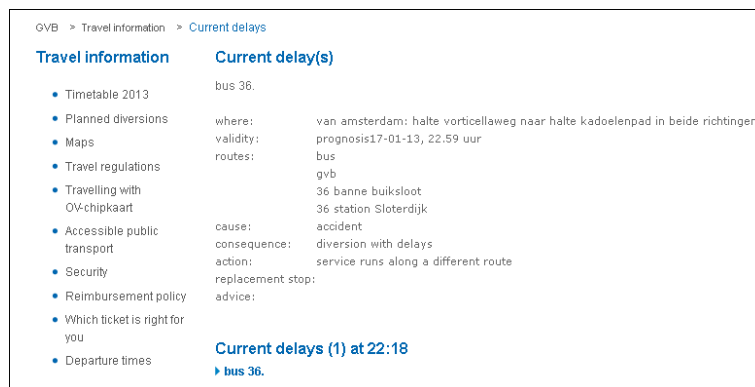 GVB > Travel information > Current delays
Travel information
Timetable 2013
Planned diversions
Maps
Travel regulations
Travelling with
OV-chipkaart
Accessible public
transport
Security
Reimbursement policy
Which ticket is right for
you
Departure times
Current delay(s)
bus 36.
where: van amsterdam: halte vorticellaweg naar halte kadoelenpad in beide richtingen
validity: prognosis17-01-13, 22.59 uur
routes: bus
gvb
36 banne buiksloot
36 station Sloterdijk
cause: accident
consequence: diversion with delays
action: service runs along a different route
replacement stop:
advice:
Current delays (1) at 22:18
bus 36.